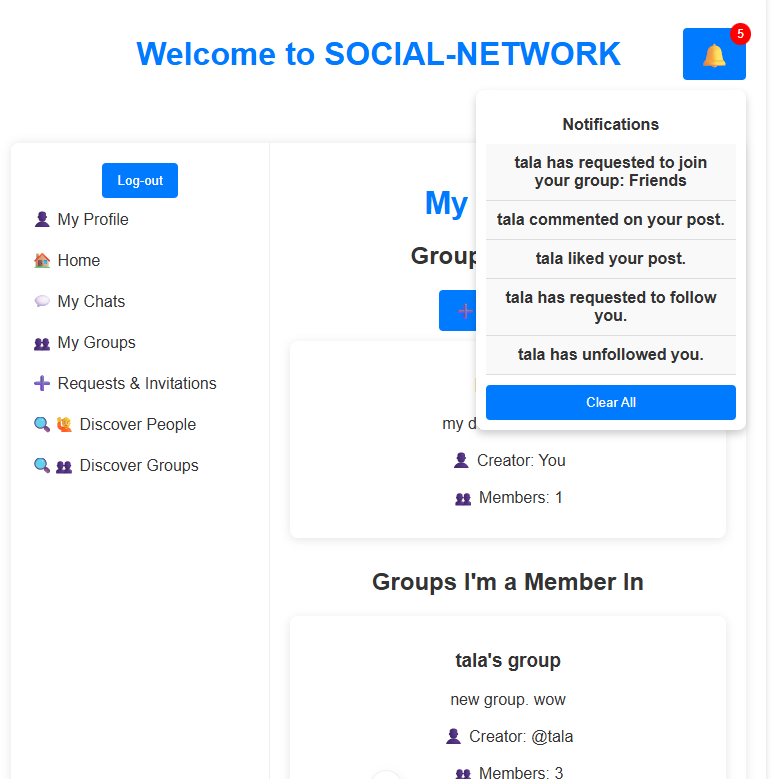 Welcome to SOCIAL-NETWORK
5
Notifications
tala has requested to join
your group: Friends
tala commented on your post.
tala liked your post.
tala has requested to follow
you.
tala has unfollowed you.
Clear All
Log-out
My Profile
Home
My Chats
My Groups
Requests & Invitations
Discover People
Discover Groups
My
Group
my d
Creator: You
Members: 1
Groups I'm a Member In
tala's group
new group. wow
Creator: @tala
Members: 3